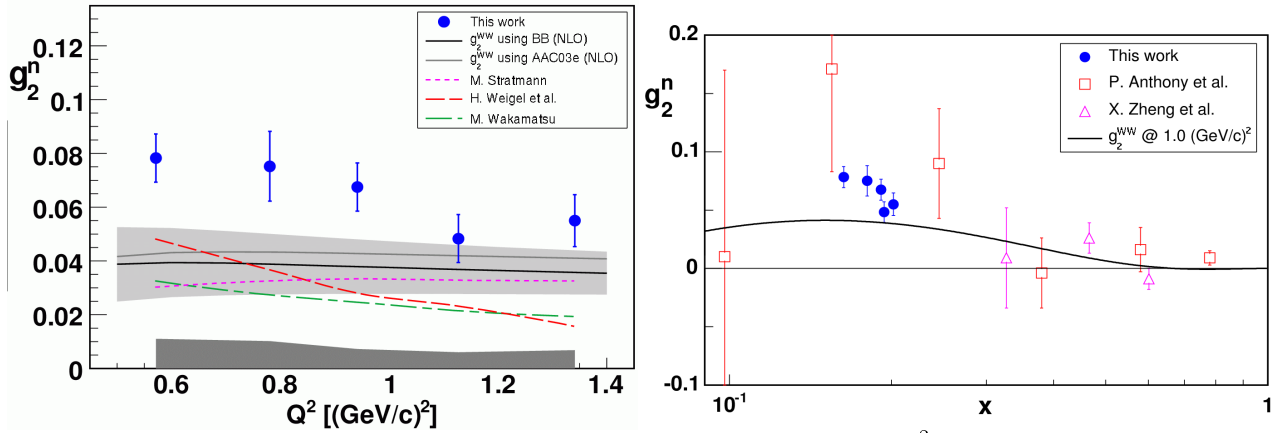 0.12
0.1
0.08
0.06
0.04
0.02
0
g₂ⁿ
This work
g₂ᵂᵂ using BB (NLO)
g₂ᵂᵂ using AAC03e (NLO)
M. Stratmann
H. Weigel et al.
M. Wakamatsu
0.6 0.8 1 1.2 1.4
Q² [(GeV/c)²]
0.2
0.1
0
-0.1
g₂ⁿ
This work
P. Anthony et al.
X. Zheng et al.
g₂ᵂᵂ @ 1.0 (GeV/c)²
10⁻¹ 1
x